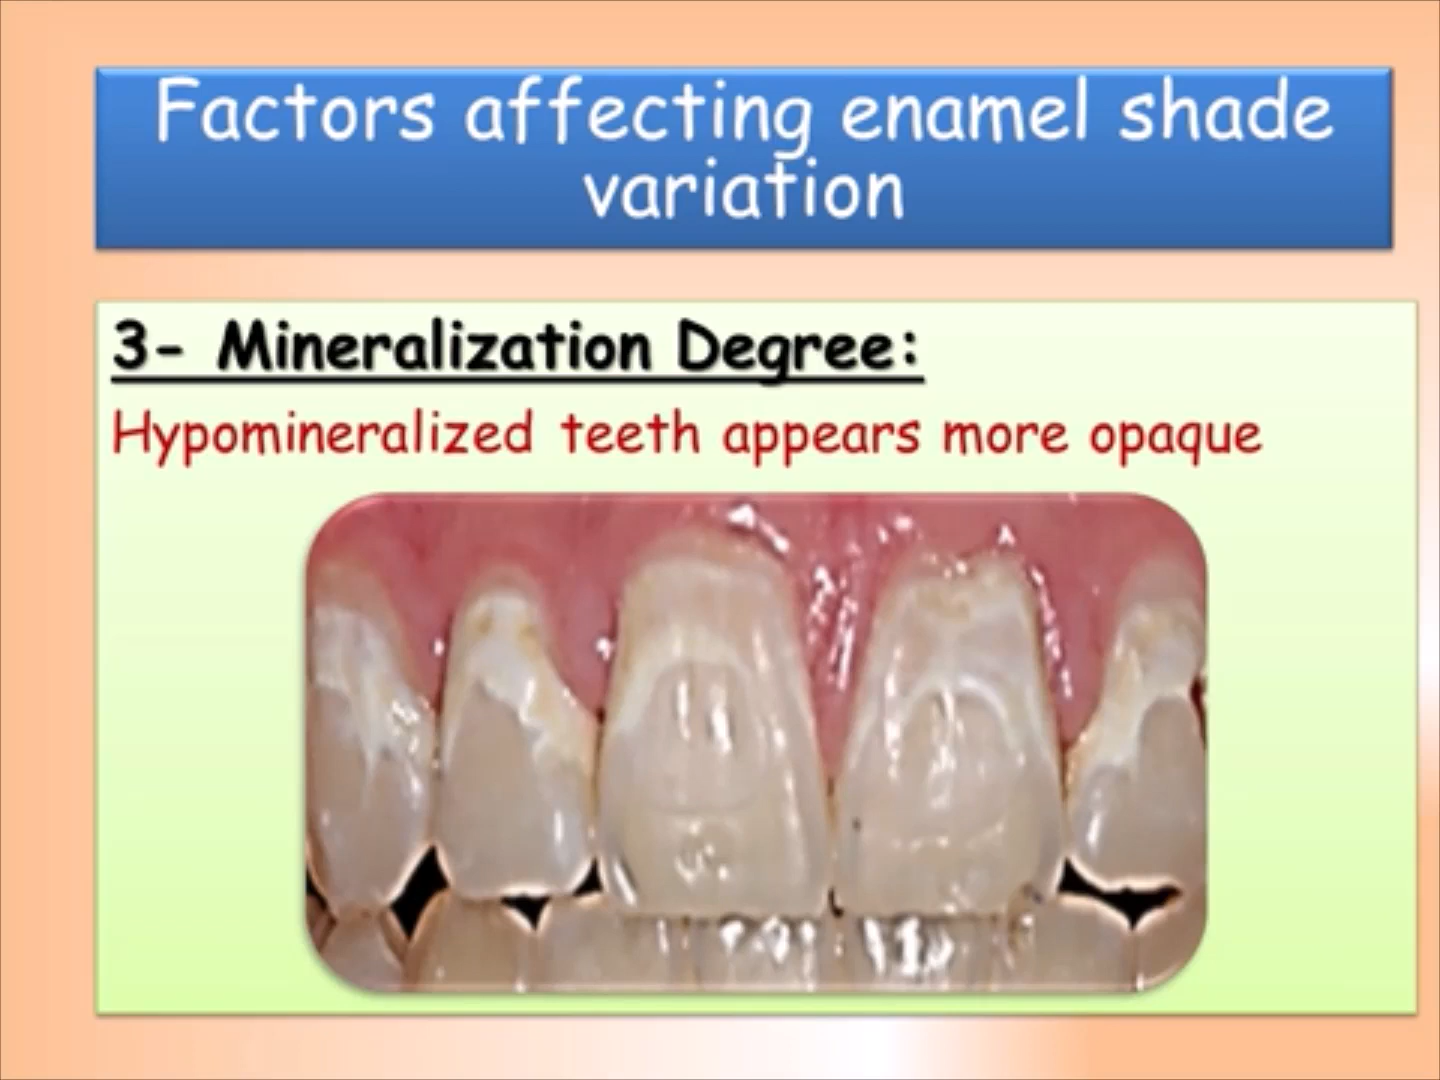 Factors affecting enamel shade
variation
3- Mineralization Degree:
Hypomineralized teeth appears more opaque